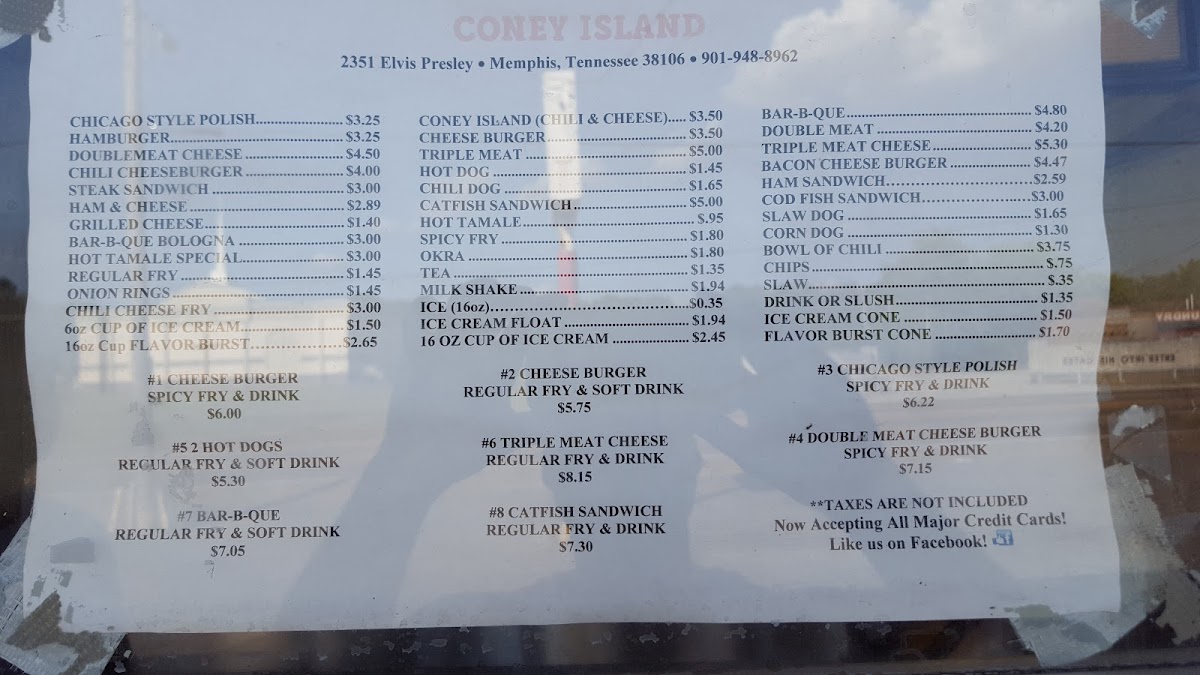 CONEY ISLAND
2351 Elvis Presley • Memphis, Tennessee 38106 • 901-948-8962
CHICAGO STYLE POLISH $3.25
HAMBURGER $3.25
DOUBLEMEAT CHEESE $4.50
CHILI CHEESEBURGER $4.00
STEAK SANDWICH $3.00
HAM & CHEESE $2.89
GRILLED CHEESE $1.40
BAR-B-QUE BOLOGNA $3.00
HOT TAMALE SPECIAL $3.00
REGULAR FRY $1.45
ONION RINGS $1.45
CHILI CHEESE FRY $3.00
6oz CUP OF ICE CREAM $1.50
16oz Cup FLAVOR BURST $2.65
CONEY ISLAND (CHILI & CHEESE) $3.50
CHEESE BURGER $3.50
TRIPLE MEAT $5.00
HOT DOG $1.45
CHILI DOG $1.65
CATFISH SANDWICH $5.00
HOT TAMALE $.95
SPICY FRY $1.80
OKRA $1.80
TEA $1.35
MILK SHAKE $1.94
ICE (16oz) $0.35
ICE CREAM FLOAT $1.94
16 OZ CUP OF ICE CREAM $2.45
BAR-B-QUE $4.80
DOUBLE MEAT $4.20
TRIPLE MEAT CHEESE $5.30
BACON CHEESE BURGER $4.47
HAM SANDWICH $2.59
COD FISH SANDWICH $3.00
SLAW DOG $1.65
CORN DOG $1.30
BOWL OF CHILI $3.75
CHIPS $.75
SLAW $.35
DRINK OR SLUSH $1.35
ICE CREAM CONE $1.50
FLAVOR BURST CONE $1.70
#1 CHEESE BURGER
SPICY FRY & DRINK
$6.00
#2 CHEESE BURGER
REGULAR FRY & SOFT DRINK
$5.75
#3 CHICAGO STYLE POLISH
SPICY FRY & DRINK
$6.22
#5 2 HOT DOGS
REGULAR FRY & SOFT DRINK
$5.30
#6 TRIPLE MEAT CHEESE
REGULAR FRY & DRINK
$8.15
#4 DOUBLE MEAT CHEESE BURGER
SPICY FRY & DRINK
$7.15
#7 BAR-B-QUE
REGULAR FRY & SOFT DRINK
$7.05
#8 CATFISH SANDWICH
REGULAR FRY & DRINK
$7.30
**TAXES ARE NOT INCLUDED
Now Accepting All Major Credit Cards!
Like us on Facebook!